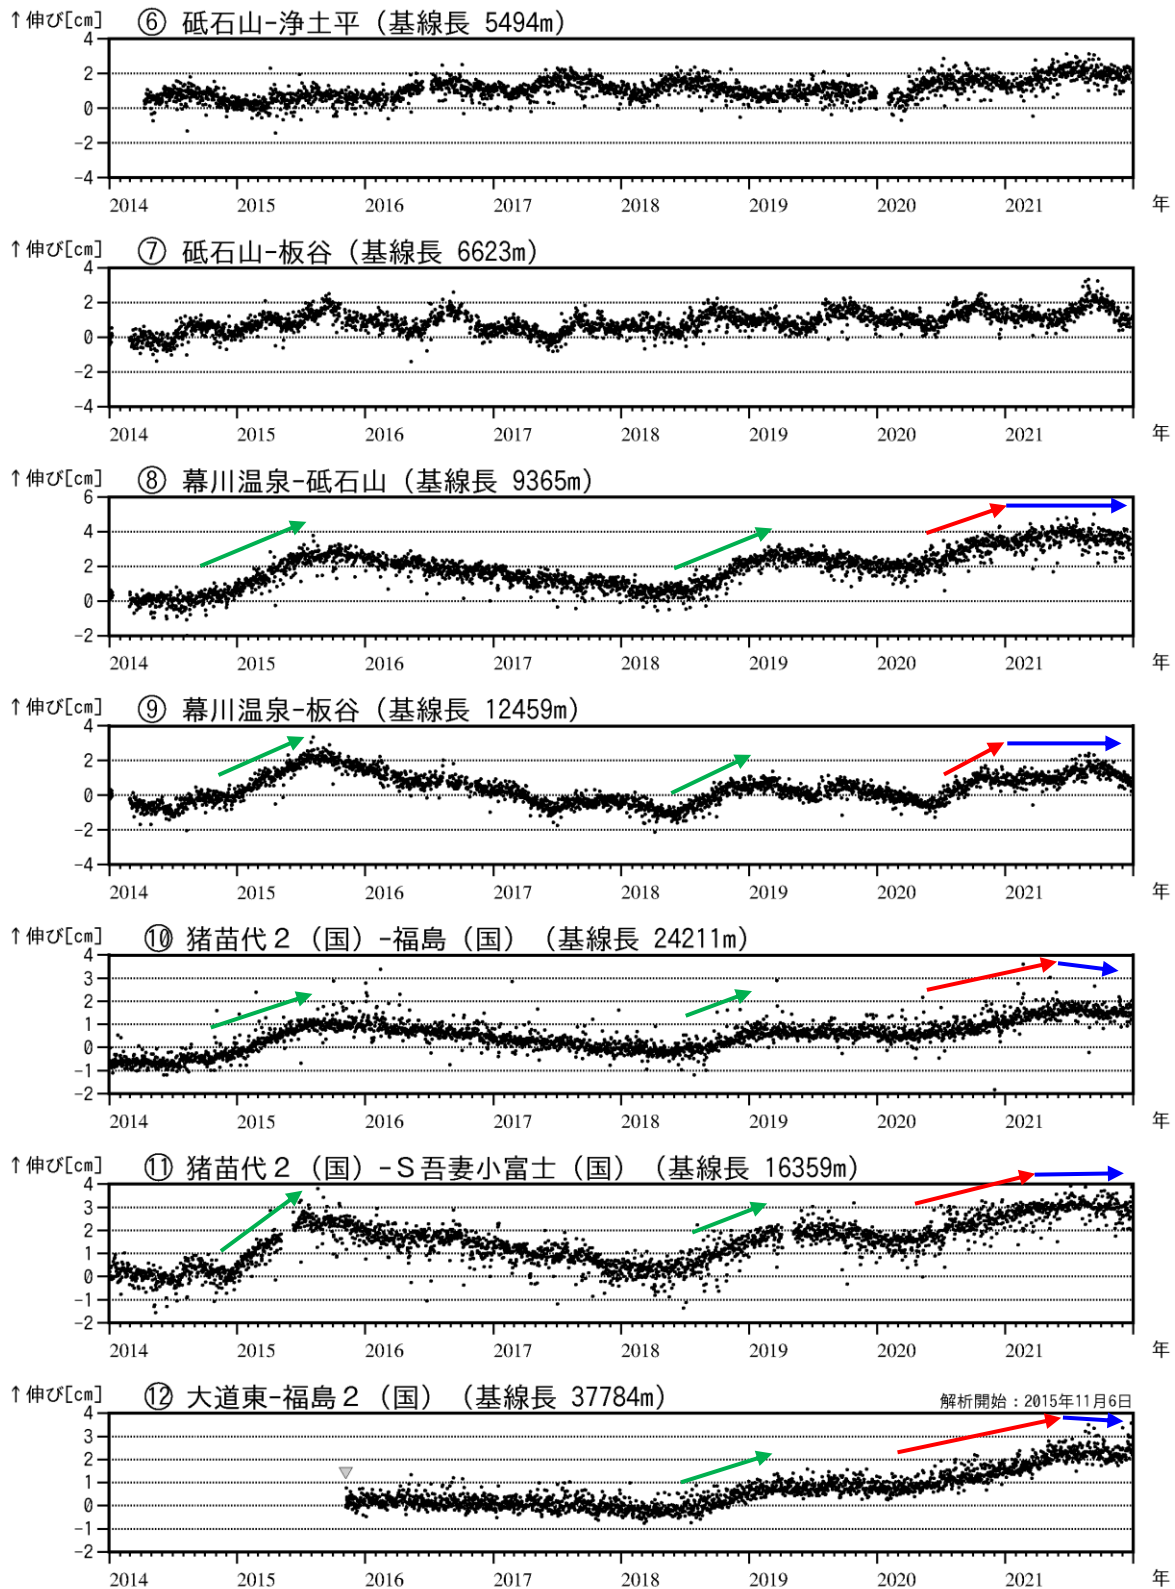 ↑伸び[cm] ⑥ 砥石山-浄土平（基線長 5494m）
4
2
0
-2
-4
2014 2015 2016 2017 2018 2019 2020 2021 年
↑伸び[cm] ⑦ 砥石山-板谷（基線長 6623m）
4
2
0
-2
-4
2014 2015 2016 2017 2018 2019 2020 2021 年
↑伸び[cm] ⑧ 幕川温泉-砥石山（基線長 9365m）
6
4
2
0
-2
2014 2015 2016 2017 2018 2019 2020 2021 年
↑伸び[cm] ⑨ 幕川温泉-板谷（基線長 12459m）
4
2
0
-2
-4
2014 2015 2016 2017 2018 2019 2020 2021 年
↑伸び[cm] ⑩ 猪苗代２（国）-福島（国）（基線長 24211m）
4
3
2
1
0
-1
-2
2014 2015 2016 2017 2018 2019 2020 2021 年
↑伸び[cm] ⑪ 猪苗代２（国）-Ｓ吾妻小富士（国）（基線長 16359m）
4
3
2
1
0
-1
-2
2014 2015 2016 2017 2018 2019 2020 2021 年
↑伸び[cm] ⑫ 大道東-福島２（国）（基線長 37784m） 解析開始：2015年11月6日
4
3
2
1
0
-1
-2
2014 2015 2016 2017 2018 2019 2020 2021 年